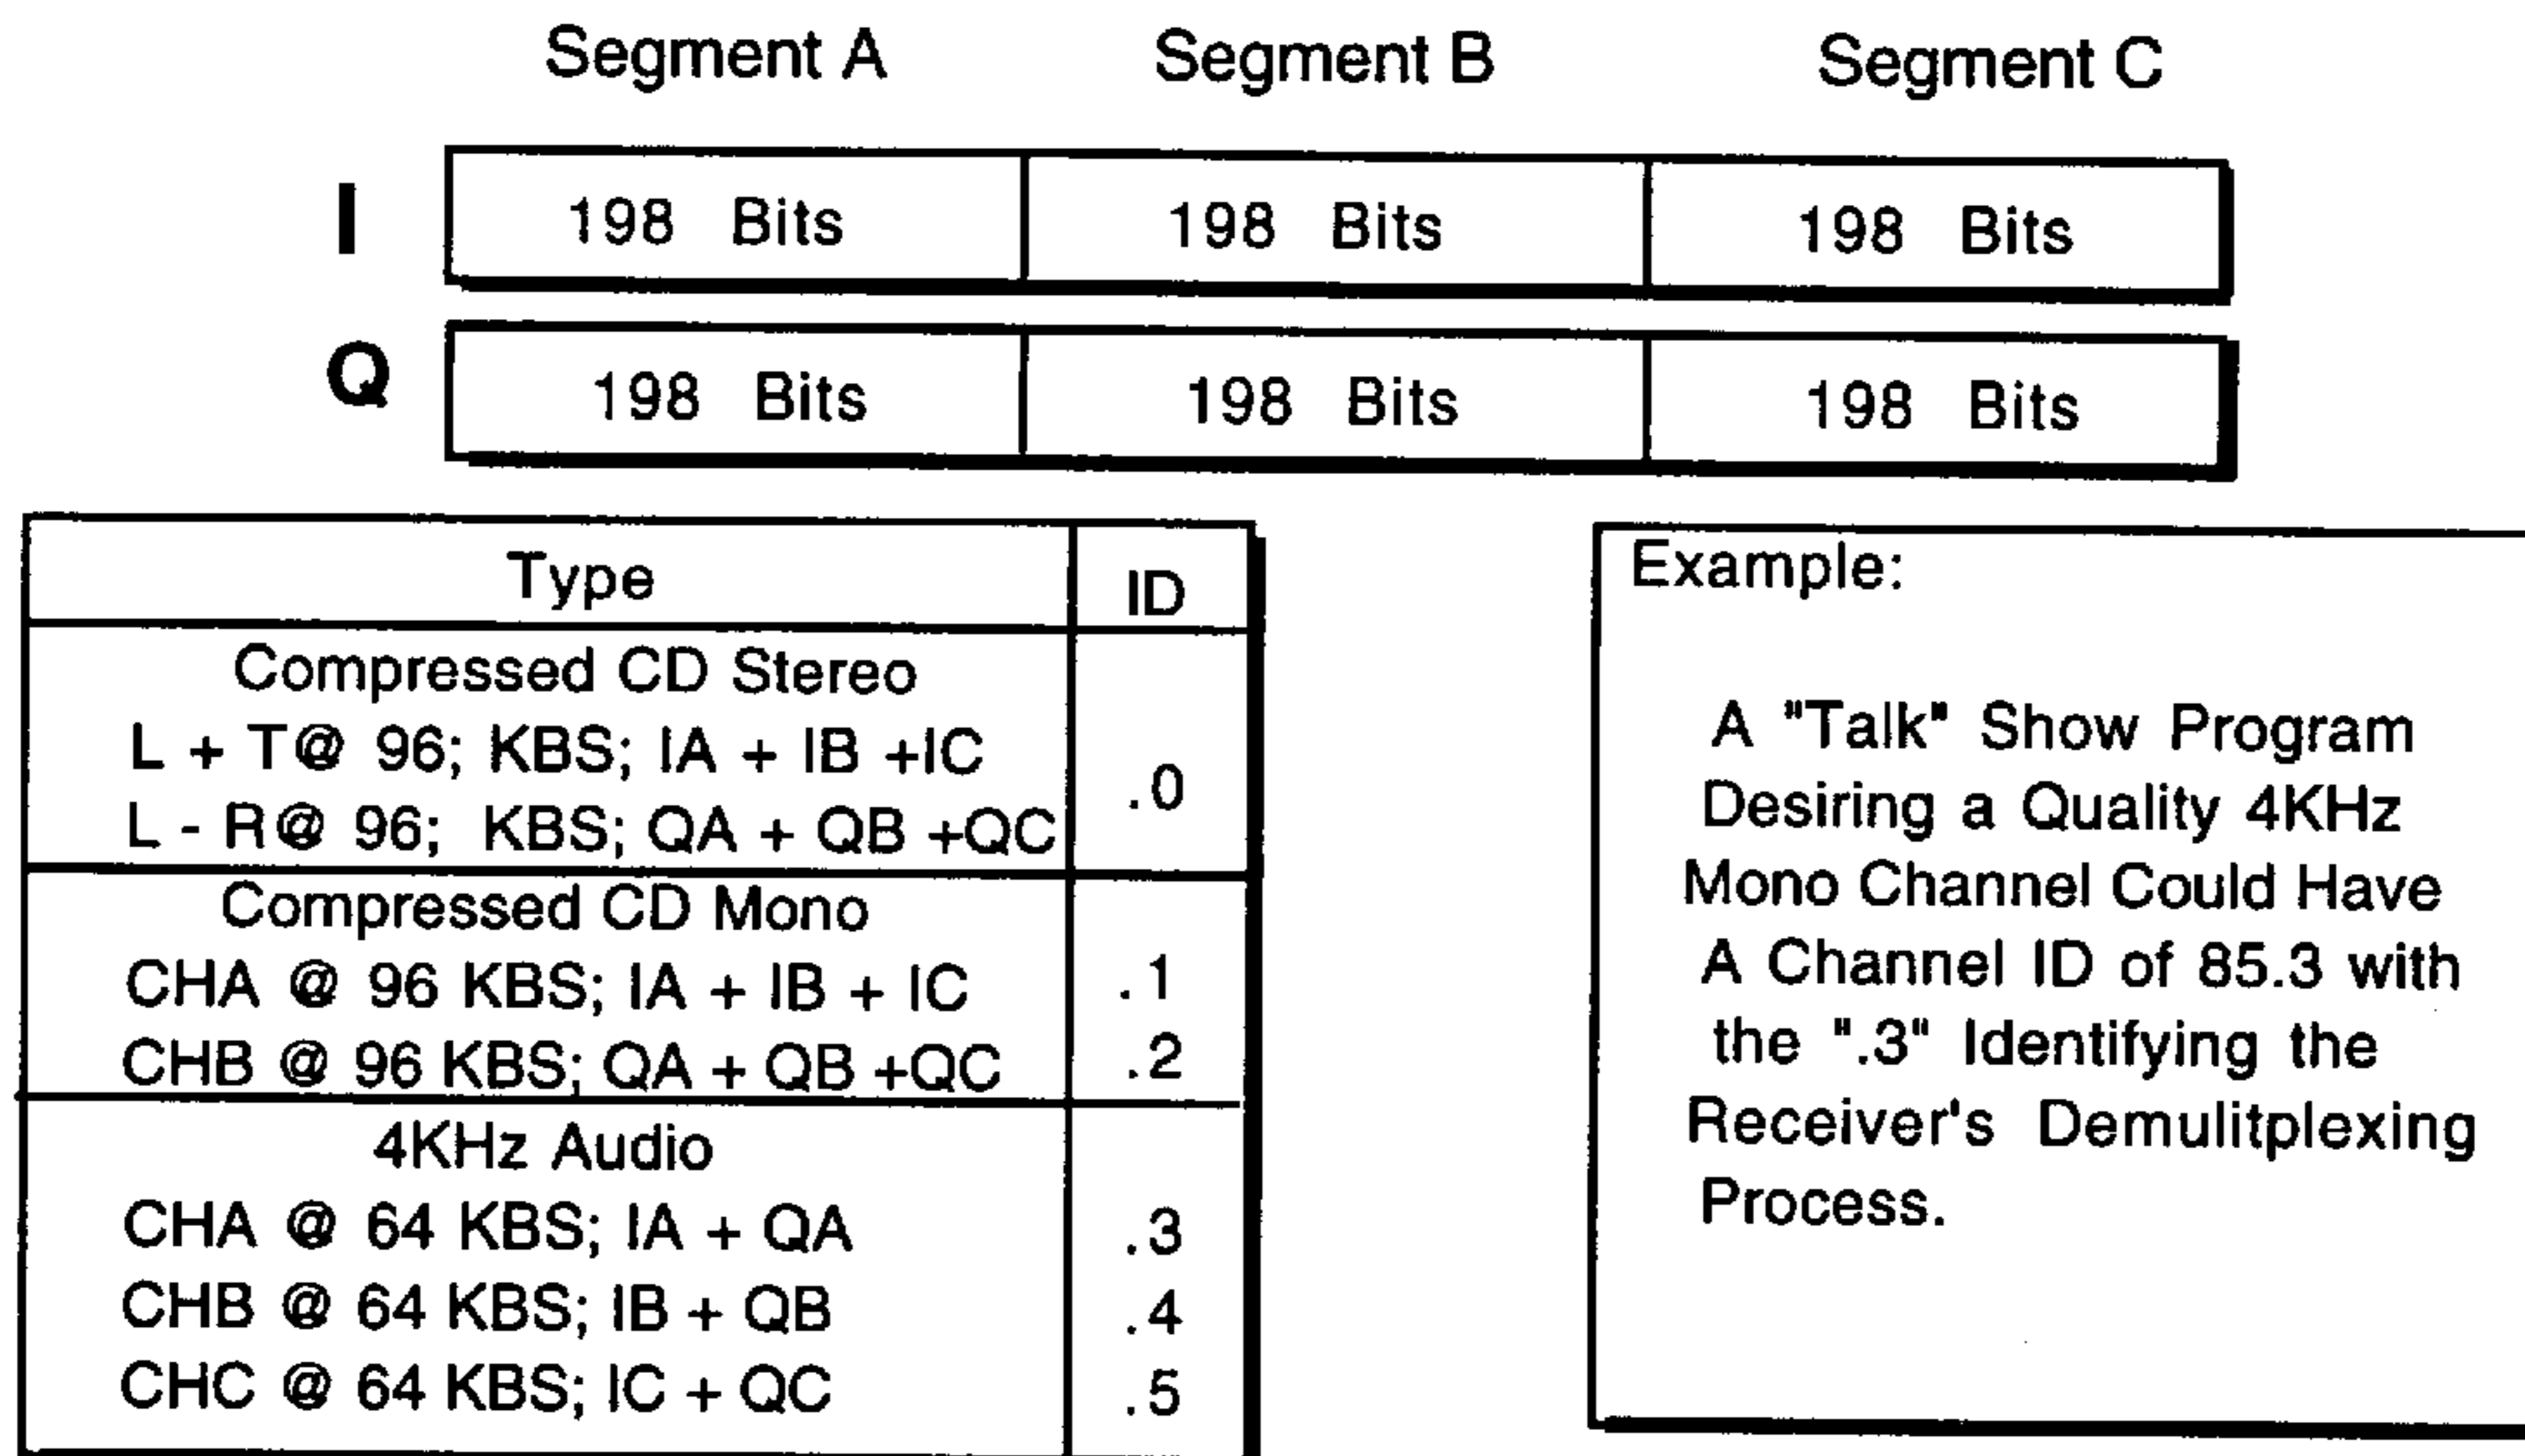 Segment A Segment B Segment C
I 198 Bits 198 Bits 198 Bits
Q 198 Bits 198 Bits 198 Bits
Type ID
Compressed CD Stereo
L + T@ 96; KBS; IA + IB +IC
.0
L - R@ 96; KBS; QA + QB +QC
Compressed CD Mono
CHA @ 96 KBS; IA + IB + IC .1
CHB @ 96 KBS; QA + QB +QC .2
4KHz Audio
CHA @ 64 KBS; IA + QA .3
CHB @ 64 KBS; IB + QB .4
CHC @ 64 KBS; IC + QC .5
Example:
A "Talk" Show Program
Desiring a Quality 4KHz
Mono Channel Could Have
A Channel ID of 85.3 with
the ".3" Identifying the
Receiver's Demulitplexing
Process.